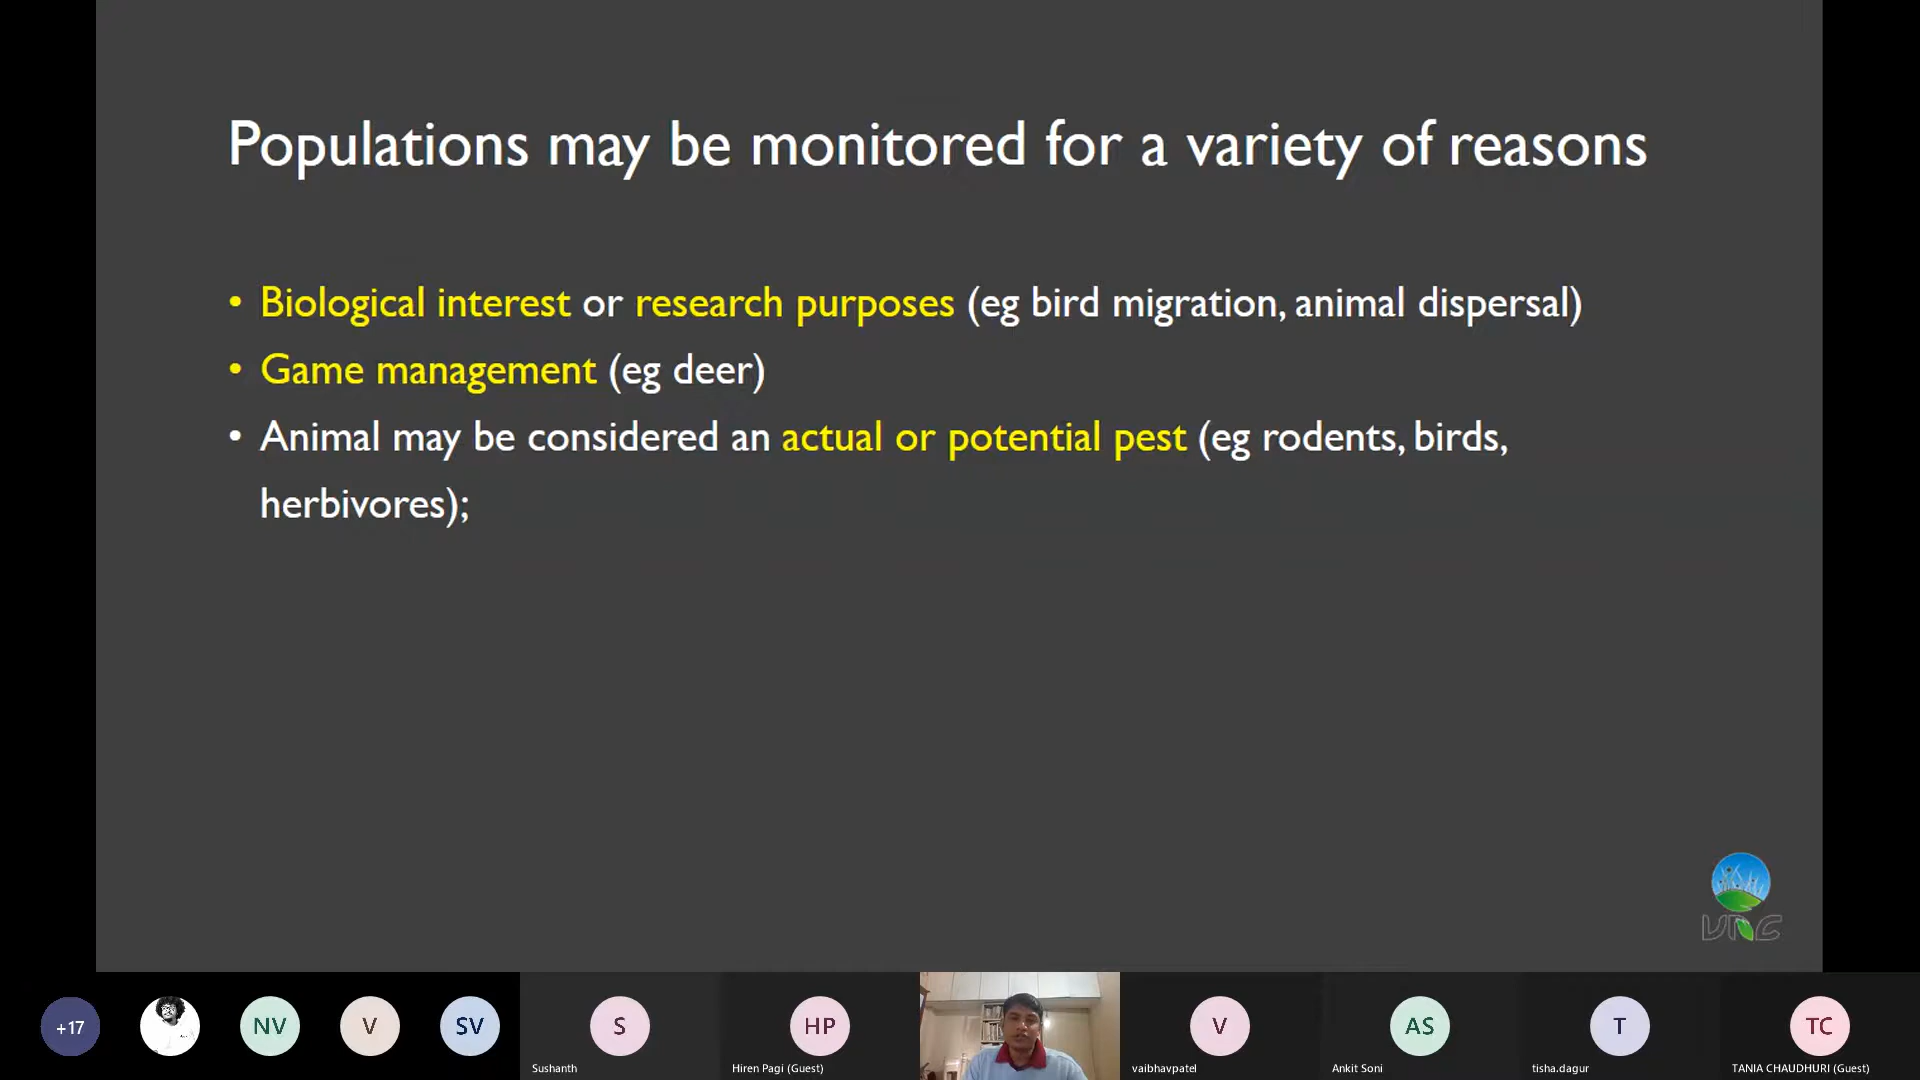 Populations may be monitored for a variety of reasons
• Biological interest or research purposes (eg bird migration, animal dispersal)
• Game management (eg deer)
• Animal may be considered an actual or potential pest (eg rodents, birds,
herbivores);
VNC
+17
NV
V
SV
S
HP
V
AS
T
TC
Sushanth
Hiren Pagi (Guest)
vaibhavpatel
Ankit Soni
tisha.dagur
TANIA CHAUDHURI (Guest)